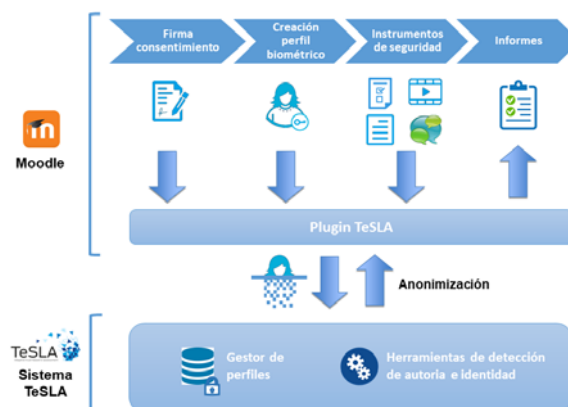 Firma
consentimiento
Creación
perfil
biométrico
Instrumentos
de seguridad
Informes
m
Moodle
Plugin TeSLA
Anonimización
TeSLA
Sistema
TeSLA
Gestor de
perfiles
Herramientas de detección
de autoria e identidad